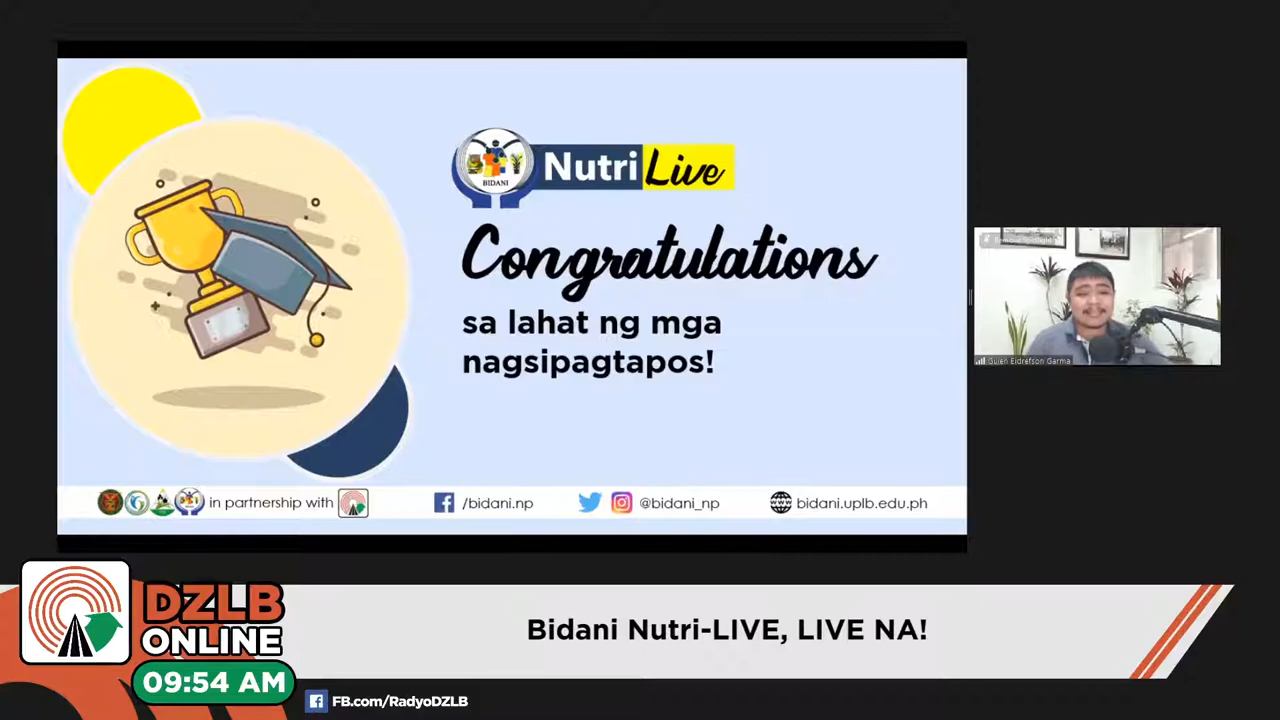 BIDANI
Nutri Live
Congratulations
sa lahat ng mga
nagsipagtapos!
in partnership with
/bidani.np
@bidani_np
bidani.uplb.edu.ph
Guien Eidrefson Garma
DZLB
ONLINE
09:54 AM
Bidani Nutri-LIVE, LIVE NA!
FB.com/RadyoDZLB